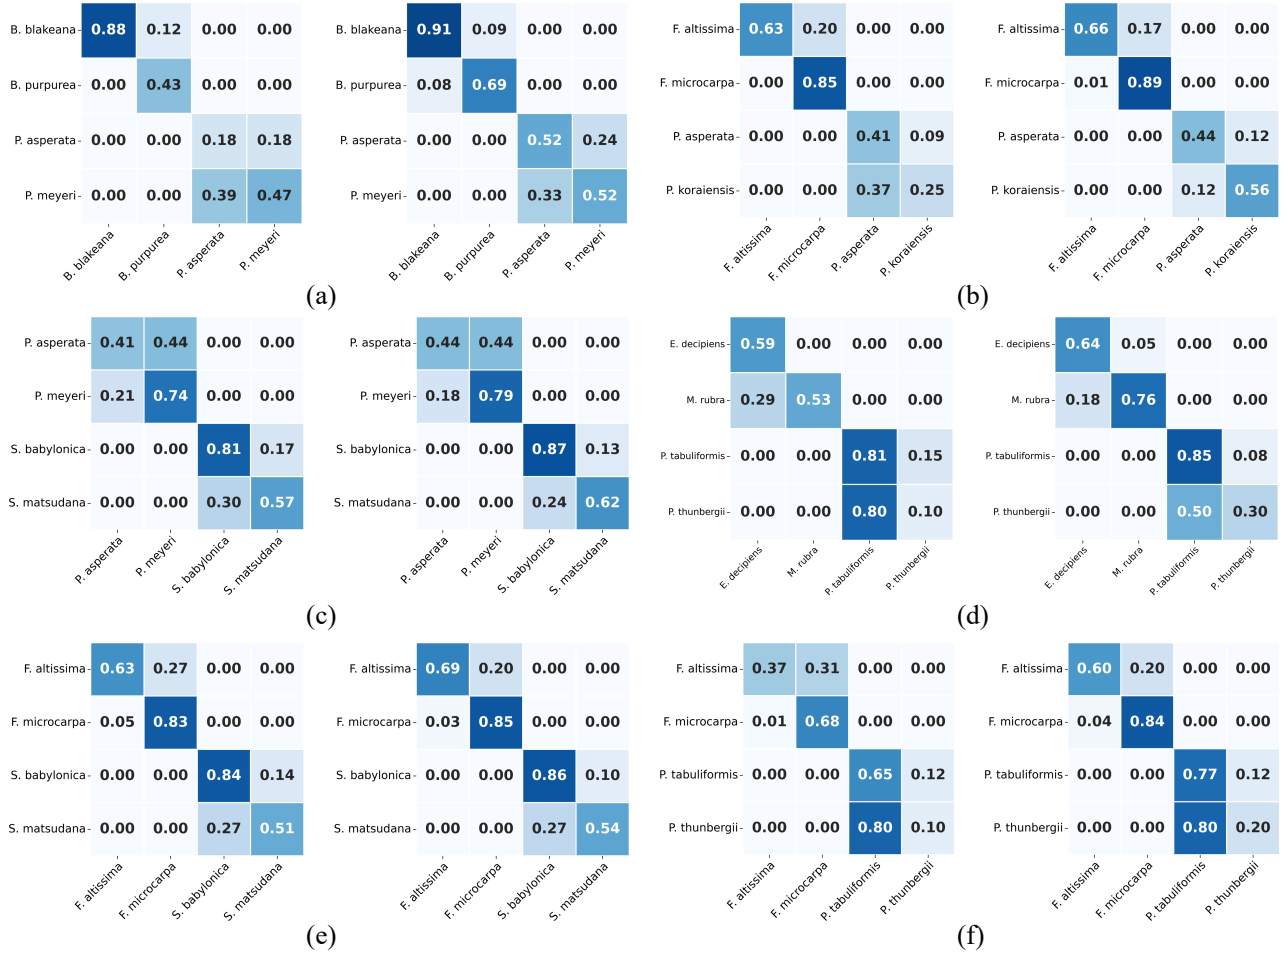 B. blakeana 0.88 0.12 0.00 0.00
B. purpurea 0.00 0.43 0.00 0.00
P. asperata 0.00 0.00 0.18 0.18
P. meyeri 0.00 0.00 0.39 0.47
B. blakeana B. purpurea P. asperata P. meyeri
B. blakeana 0.91 0.09 0.00 0.00
B. purpurea 0.08 0.69 0.00 0.00
P. asperata 0.00 0.00 0.52 0.24
P. meyeri 0.00 0.00 0.33 0.52
B. blakeana B. purpurea P. asperata P. meyeri
(a)
F. altissima 0.63 0.20 0.00 0.00
F. microcarpa 0.00 0.85 0.00 0.00
P. asperata 0.00 0.00 0.41 0.09
P. koraiensis 0.00 0.00 0.37 0.25
F. altissima F. microcarpa P. asperata P. koraiensis
F. altissima 0.66 0.17 0.00 0.00
F. microcarpa 0.01 0.89 0.00 0.00
P. asperata 0.00 0.00 0.44 0.12
P. koraiensis 0.00 0.00 0.12 0.56
F. altissima F. microcarpa P. asperata P. koraiensis
(b)
P. asperata 0.41 0.44 0.00 0.00
P. meyeri 0.21 0.74 0.00 0.00
S. babylonica 0.00 0.00 0.81 0.17
S. matsudana 0.00 0.00 0.30 0.57
P. asperata P. meyeri S. babylonica S. matsudana
P. asperata 0.44 0.44 0.00 0.00
P. meyeri 0.18 0.79 0.00 0.00
S. babylonica 0.00 0.00 0.87 0.13
S. matsudana 0.00 0.00 0.24 0.62
P. asperata P. meyeri S. babylonica S. matsudana
(c)
E. decipiens 0.59 0.00 0.00 0.00
M. rubra 0.29 0.53 0.00 0.00
P. tabuliformis 0.00 0.00 0.81 0.15
P. thunbergii 0.00 0.00 0.80 0.10
E. decipiens M. rubra P. tabuliformis P. thunbergii
E. decipiens 0.64 0.05 0.00 0.00
M. rubra 0.18 0.76 0.00 0.00
P. tabuliformis 0.00 0.00 0.85 0.08
P. thunbergii 0.00 0.00 0.50 0.30
E. decipiens M. rubra P. tabuliformis P. thunbergii
(d)
F. altissima 0.63 0.27 0.00 0.00
F. microcarpa 0.05 0.83 0.00 0.00
S. babylonica 0.00 0.00 0.84 0.14
S. matsudana 0.00 0.00 0.27 0.51
F. altissima F. microcarpa S. babylonica S. matsudana
F. altissima 0.69 0.20 0.00 0.00
F. microcarpa 0.03 0.85 0.00 0.00
S. babylonica 0.00 0.00 0.86 0.10
S. matsudana 0.00 0.00 0.27 0.54
F. altissima F. microcarpa S. babylonica S. matsudana
(e)
F. altissima 0.37 0.31 0.00 0.00
F. microcarpa 0.01 0.68 0.00 0.00
P. tabuliformis 0.00 0.00 0.65 0.12
P. thunbergii 0.00 0.00 0.80 0.10
F. altissima F. microcarpa P. tabuliformis P. thunbergii
F. altissima 0.60 0.20 0.00 0.00
F. microcarpa 0.04 0.84 0.00 0.00
P. tabuliformis 0.00 0.00 0.77 0.12
P. thunbergii 0.00 0.00 0.80 0.20
F. altissima F. microcarpa P. tabuliformis P. thunbergii
(f)